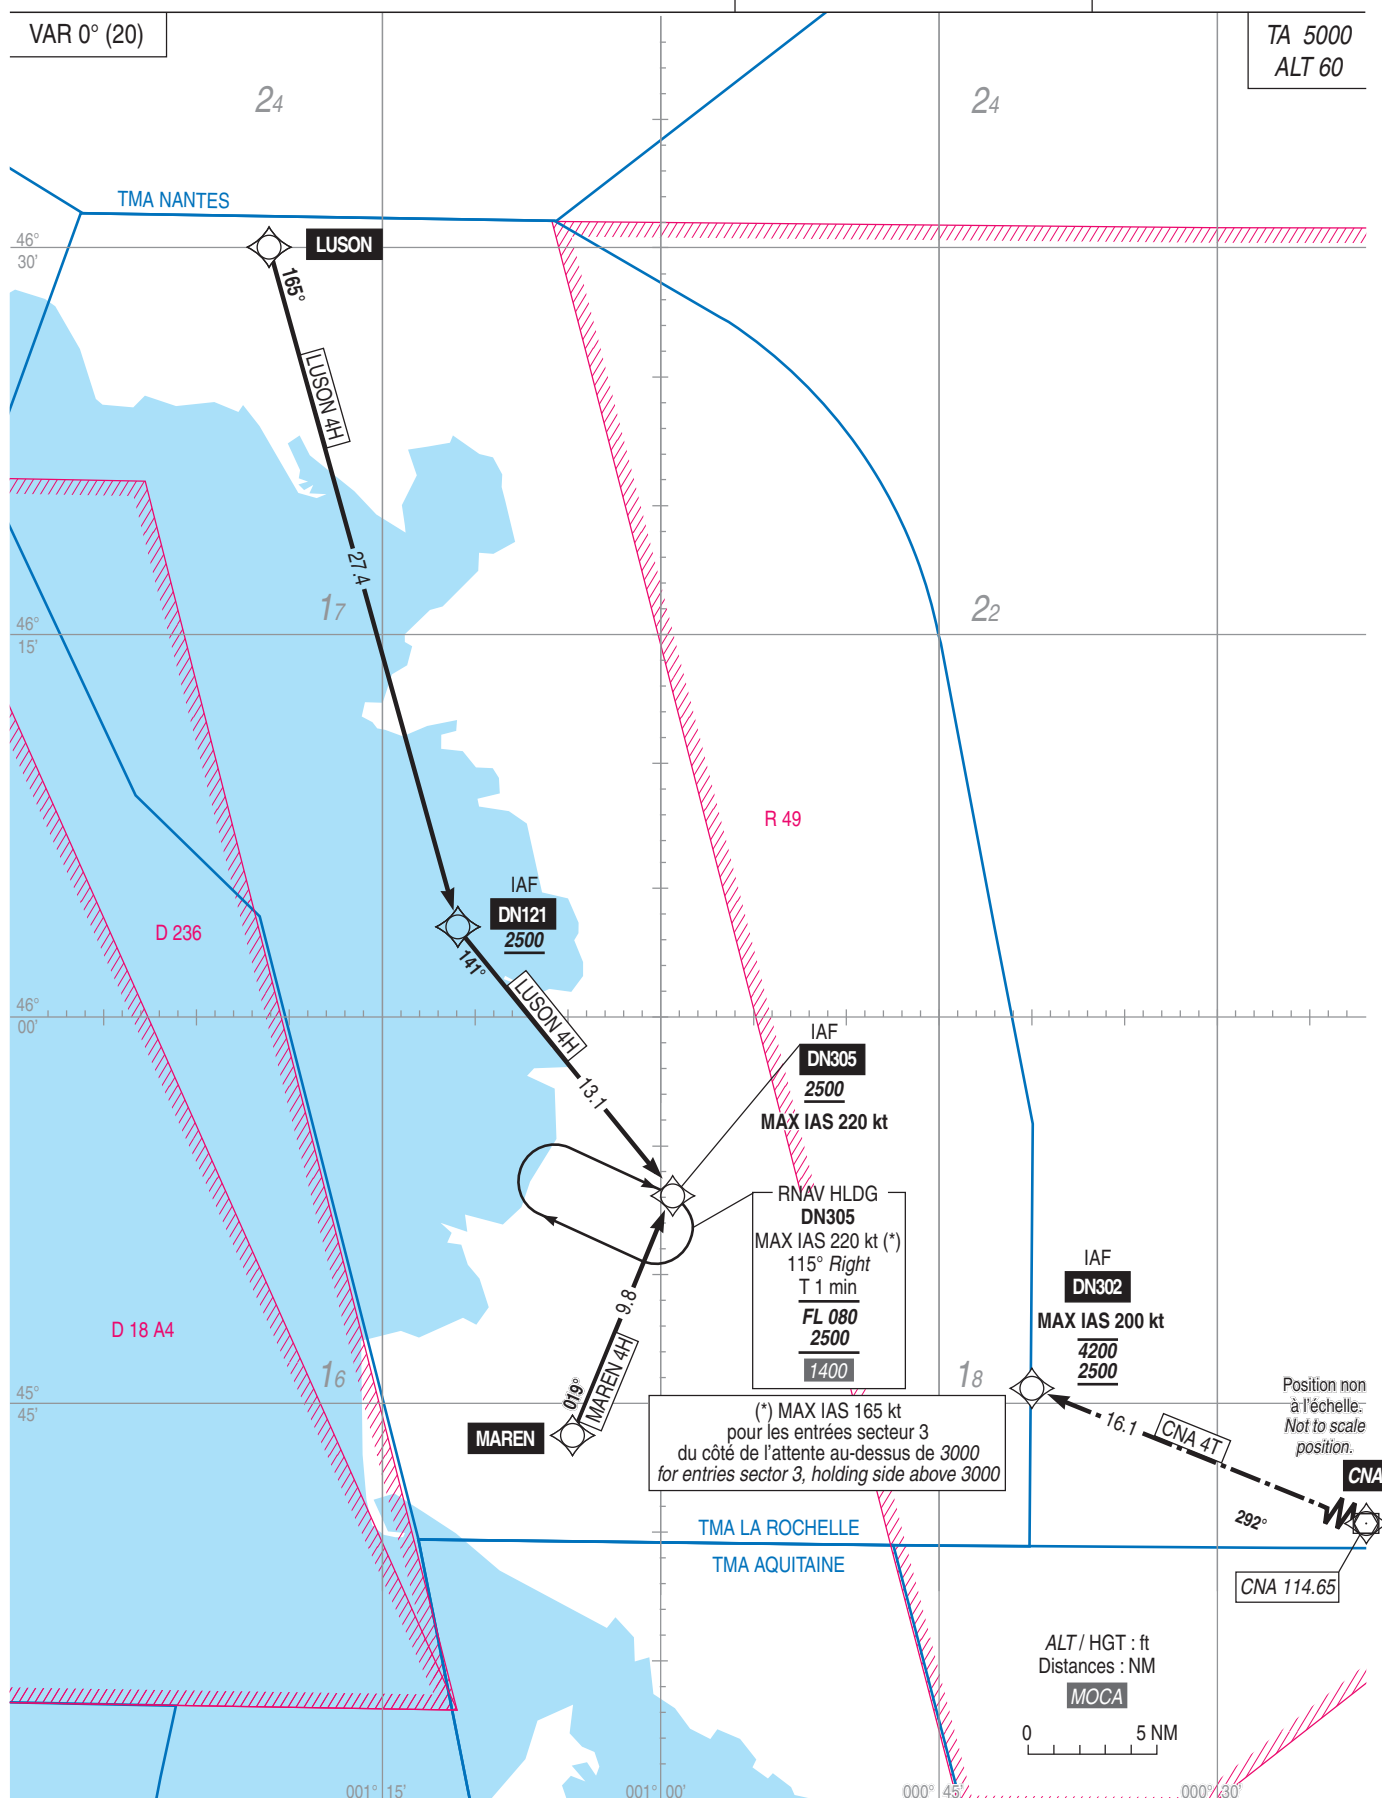 VAR 0° (20)
TA 5000
ALT 60
24
24
TMA NANTES
46°
30'
LUSON
165°
LUSON 4H
27.4
17
22
46°
15'
R 49
IAF
DN121
2500
D 236
141°
LUSON 4H
46°
00'
IAF
DN305
2500
MAX IAS 220 kt
13.1
RNAV HLDG
DN305
MAX IAS 220 kt (*)
115° Right
T 1 min
FL 080
2500
1400
IAF
DN302
MAX IAS 200 kt
4200
2500
9.8
D 18 A4
MAREN 4H
019°
16
18
45°
45'
MAREN
(*) MAX IAS 165 kt
pour les entrées secteur 3
du côté de l'attente au-dessus de 3000
for entries sector 3, holding side above 3000
Position non
à l'échelle.
Not to scale
position.
16.1
CNA 4T
CNA
292°
TMA LA ROCHELLE
TMA AQUITAINE
CNA 114.65
ALT / HGT : ft
Distances : NM
MOCA
0 5 NM
001° 15'
001° 00'
000° 45'
000° 30'